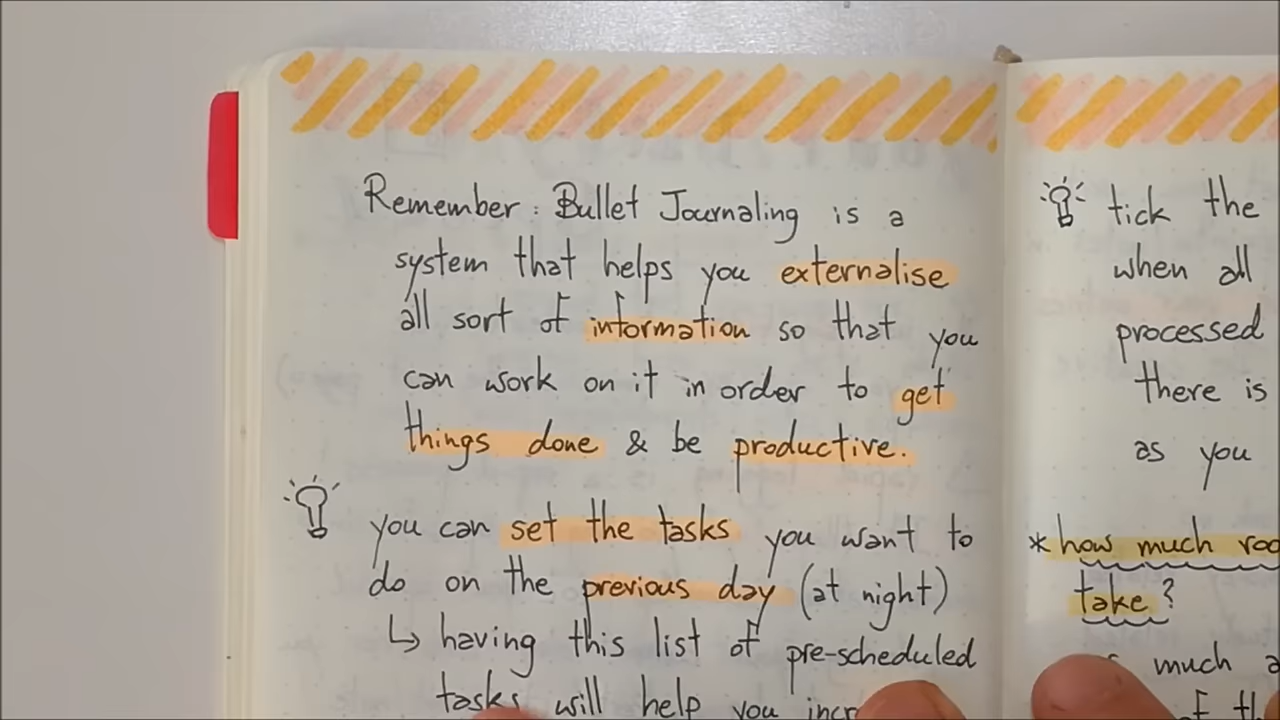 Remember: Bullet Journaling is a
system that helps you externalise
all sort of information so that you
can work on it in order to get
things done & be productive.
you can set the tasks you want to
do on the previous day (at night)
↳ having this list of pre-scheduled
tasks will help you
tick the
when all
processed
there is
as you
* how much
take?
much